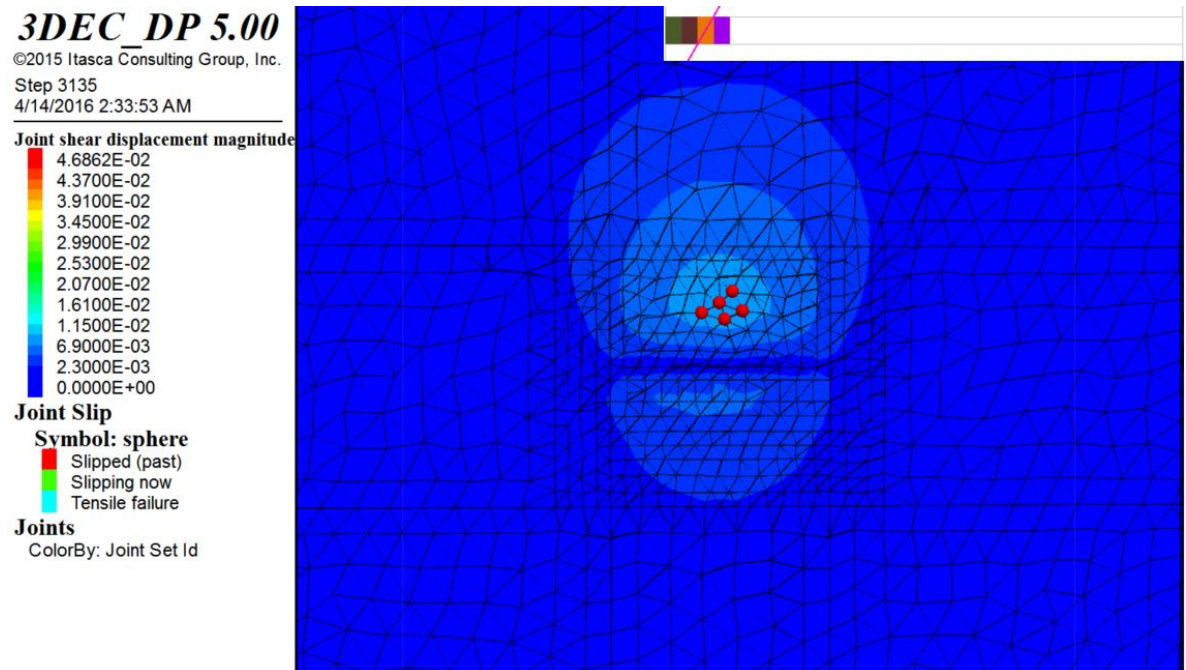 3DEC_DP 5.00
©2015 Itasca Consulting Group, Inc.
Step 3135
4/14/2016 2:33:53 AM
Joint shear displacement magnitude
4.6862E-02
4.3700E-02
3.9100E-02
3.4500E-02
2.9900E-02
2.5300E-02
2.0700E-02
1.6100E-02
1.1500E-02
6.9000E-03
2.3000E-03
0.0000E+00
Joint Slip
Symbol: sphere
Slipped (past)
Slipping now
Tensile failure
Joints
ColorBy: Joint Set Id